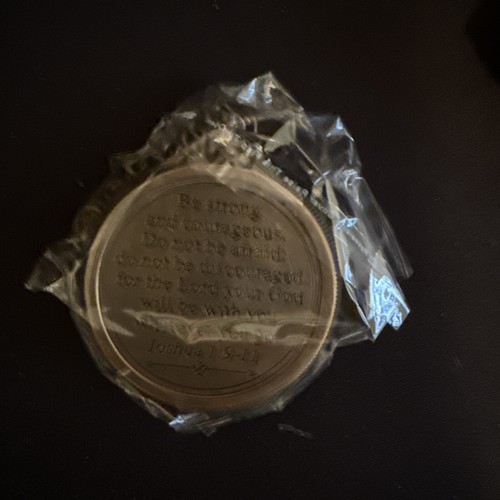 Be strong
and courageous.
Do not be afraid;
do not be discouraged,
for the Lord your God
will be with you
Joshua 1:9